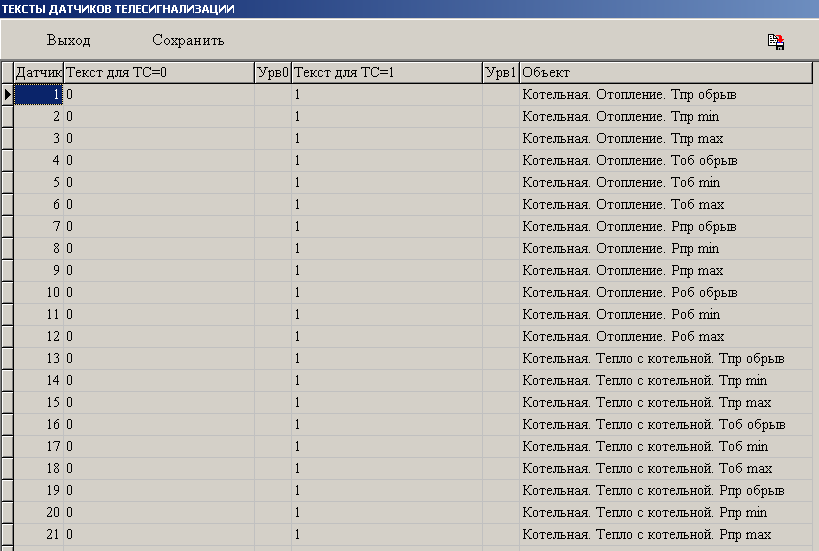 ТЕКСТЫ ДАТЧИКОВ ТЕЛЕСИГНАЛИЗАЦИИ
Выход Сохранить
Датчик Текст для ТС=0 Урв0 Текст для ТС=1 Урв1 Объект
1 0 1 Котельная. Отопление. Тпр обрыв
2 0 1 Котельная. Отопление. Тпр min
3 0 1 Котельная. Отопление. Тпр max
4 0 1 Котельная. Отопление. Тоб обрыв
5 0 1 Котельная. Отопление. Тоб min
6 0 1 Котельная. Отопление. Тоб max
7 0 1 Котельная. Отопление. Рпр обрыв
8 0 1 Котельная. Отопление. Рпр min
9 0 1 Котельная. Отопление. Рпр max
10 0 1 Котельная. Отопление. Роб обрыв
11 0 1 Котельная. Отопление. Роб min
12 0 1 Котельная. Отопление. Роб max
13 0 1 Котельная. Тепло с котельной. Тпр обрыв
14 0 1 Котельная. Тепло с котельной. Тпр min
15 0 1 Котельная. Тепло с котельной. Тпр max
16 0 1 Котельная. Тепло с котельной. Тоб обрыв
17 0 1 Котельная. Тепло с котельной. Тоб min
18 0 1 Котельная. Тепло с котельной. Тоб max
19 0 1 Котельная. Тепло с котельной. Рпр обрыв
20 0 1 Котельная. Тепло с котельной. Рпр min
21 0 1 Котельная. Тепло с котельной. Рпр max